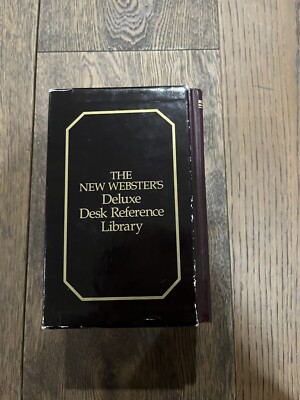 THE
NEW WEBSTER'S
Deluxe
Desk Reference
Library